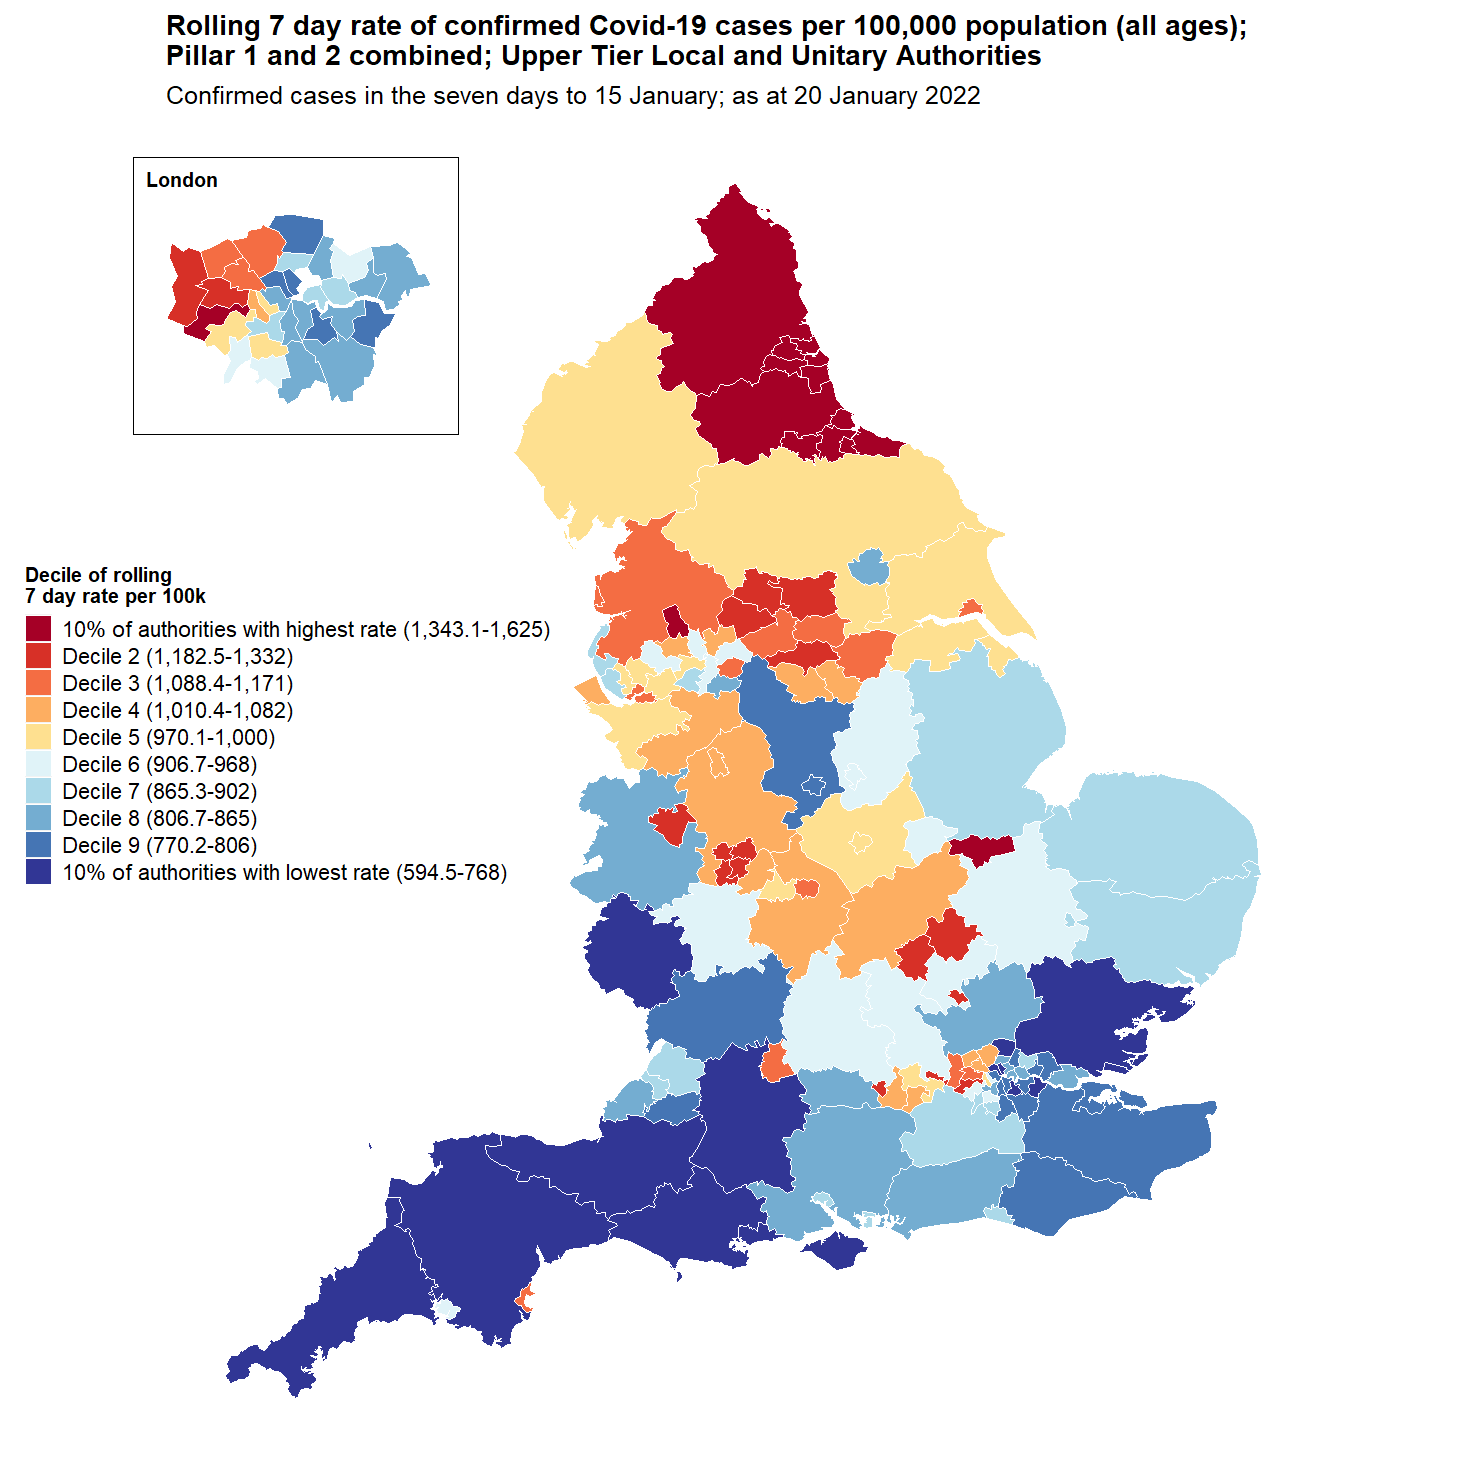 Rolling 7 day rate of confirmed Covid-19 cases per 100,000 population (all ages);
Pillar 1 and 2 combined; Upper Tier Local and Unitary Authorities
Confirmed cases in the seven days to 15 January; as at 20 January 2022
London
Decile of rolling
7 day rate per 100k
10% of authorities with highest rate (1,343.1-1,625)
Decile 2 (1,182.5-1,332)
Decile 3 (1,088.4-1,171)
Decile 4 (1,010.4-1,082)
Decile 5 (970.1-1,000)
Decile 6 (906.7-968)
Decile 7 (865.3-902)
Decile 8 (806.7-865)
Decile 9 (770.2-806)
10% of authorities with lowest rate (594.5-768)